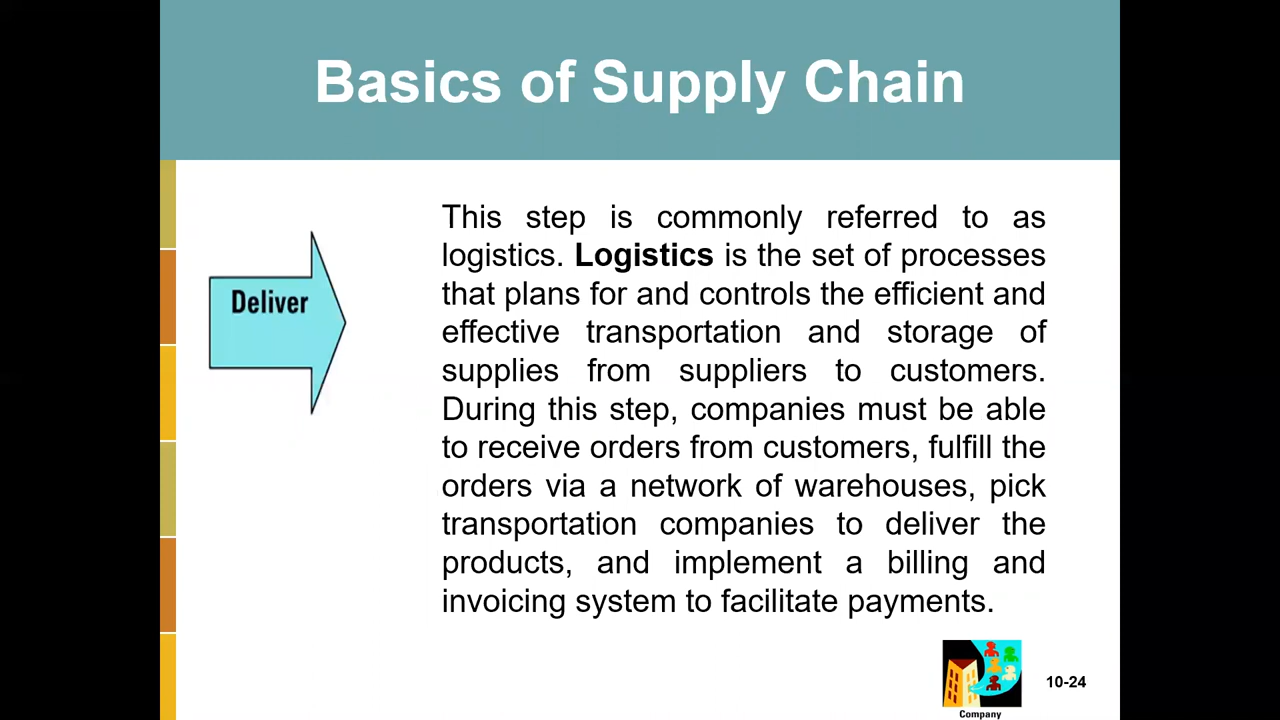 Basics of Supply Chain
Deliver
This step is commonly referred to as
logistics. Logistics is the set of processes
that plans for and controls the efficient and
effective transportation and storage of
supplies from suppliers to customers.
During this step, companies must be able
to receive orders from customers, fulfill the
orders via a network of warehouses, pick
transportation companies to deliver the
products, and implement a billing and
invoicing system to facilitate payments.
Company
10-24